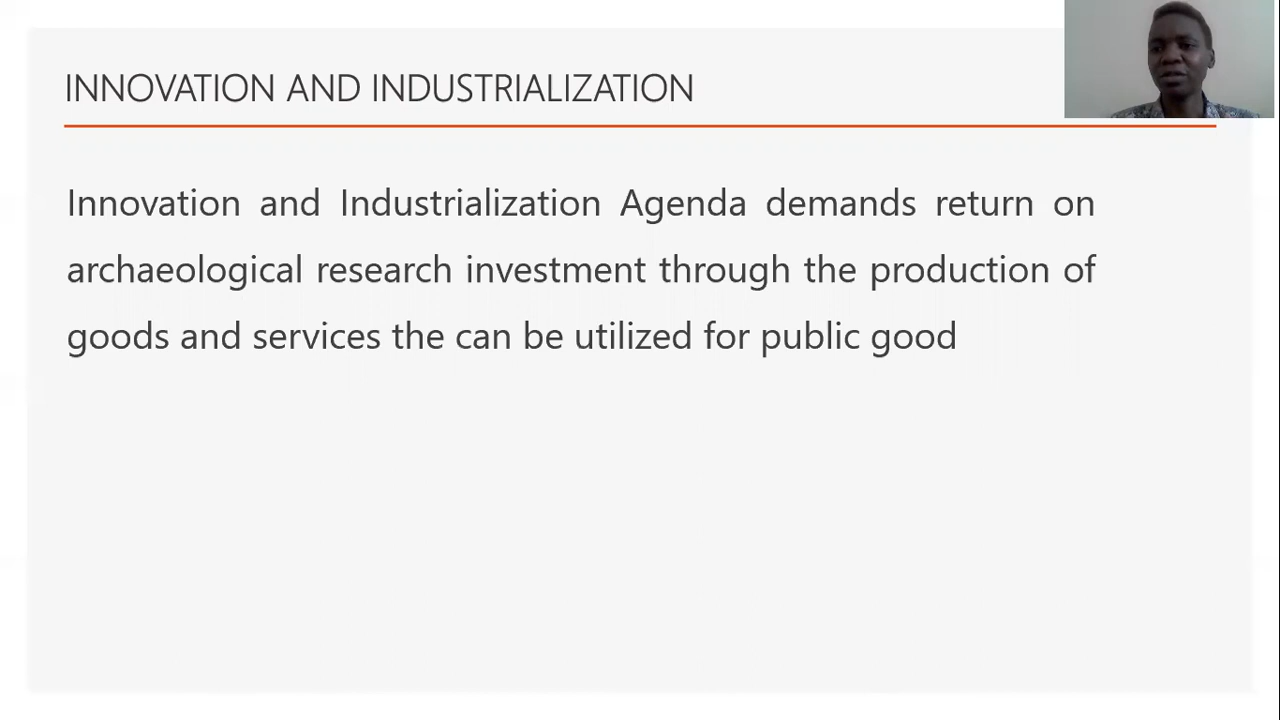 INNOVATION AND INDUSTRIALIZATION
Innovation and Industrialization Agenda demands return on
archaeological research investment through the production of
goods and services the can be utilized for public good